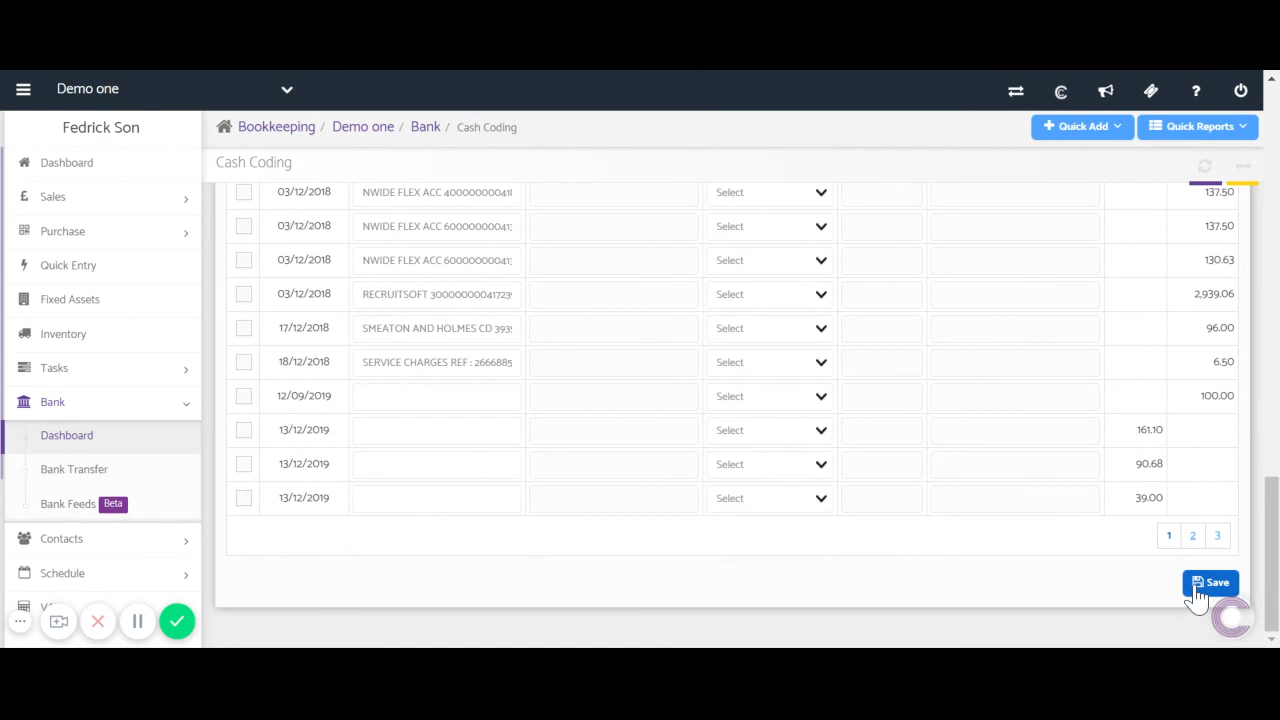 Demo one
Fedrick Son
Bookkeeping / Demo one / Bank / Cash Coding
Quick Add
Quick Reports
Cash Coding
Dashboard
Sales
Purchase
Quick Entry
Fixed Assets
Inventory
Tasks
Bank
Dashboard
Bank Transfer
Bank Feeds Beta
Contacts
Schedule
03/12/2018 NWIDE FLEX ACC 40000000041 Select 137.50
03/12/2018 NWIDE FLEX ACC 60000000041 Select 137.50
03/12/2018 NWIDE FLEX ACC 60000000041 Select 130.63
03/12/2018 RECRUITSOFT 30000000041723 Select 2,939.06
17/12/2018 SMEATON AND HOLMES CD 393 Select 96.00
18/12/2018 SERVICE CHARGES REF : 2666885 Select 6.50
12/09/2019 Select 100.00
13/12/2019 Select 161.10
13/12/2019 Select 90.68
13/12/2019 Select 39.00
1 2 3
Save